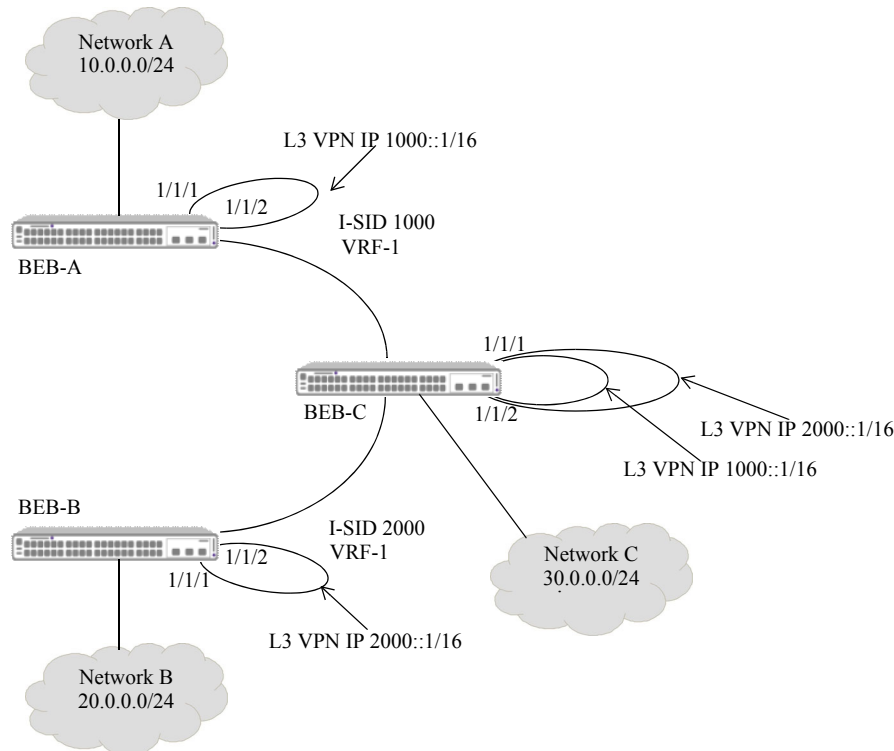 Network A
10.0.0.0/24
L3 VPN IP 1000::1/16
1/1/1
1/1/2
I-SID 1000
VRF-1
BEB-A
1/1/1
BEB-C
1/1/2
L3 VPN IP 2000::1/16
L3 VPN IP 1000::1/16
BEB-B
I-SID 2000
VRF-1
1/1/2
1/1/1
Network C
30.0.0.0/24
L3 VPN IP 2000::1/16
Network B
20.0.0.0/24